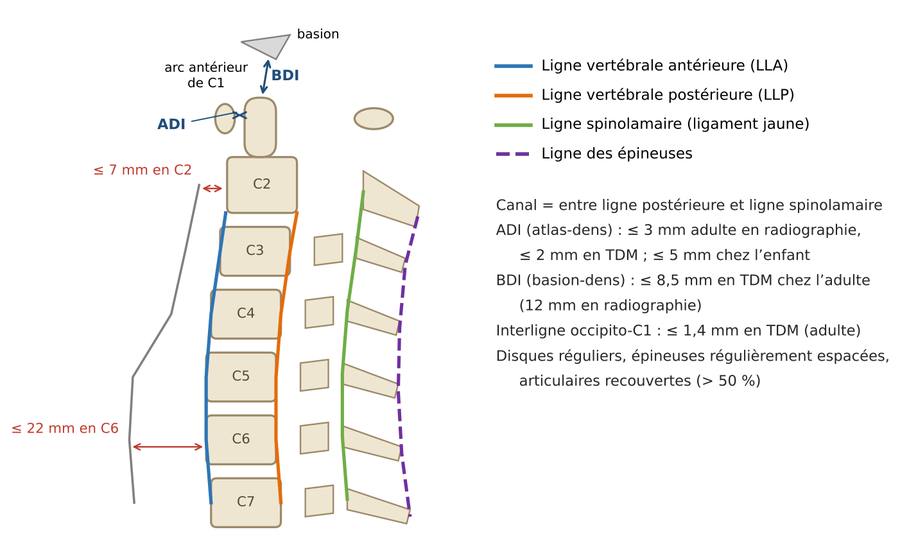 basion
arc antérieur
de C1
BDI
ADI
≤ 7 mm en C2
C2
C3
C4
C5
C6
C7
≤ 22 mm en C6
Ligne vertébrale antérieure (LLA)
Ligne vertébrale postérieure (LLP)
Ligne spinolamaire (ligament jaune)
Ligne des épineuses
Canal = entre ligne postérieure et ligne spinolamaire
ADI (atlas-dens) : ≤ 3 mm adulte en radiographie,
≤ 2 mm en TDM ; ≤ 5 mm chez l’enfant
BDI (basion-dens) : ≤ 8,5 mm en TDM chez l’adulte
(12 mm en radiographie)
Interligne occipito-C1 : ≤ 1,4 mm en TDM (adulte)
Disques réguliers, épineuses régulièrement espacées,
articulaires recouvertes (> 50 %)